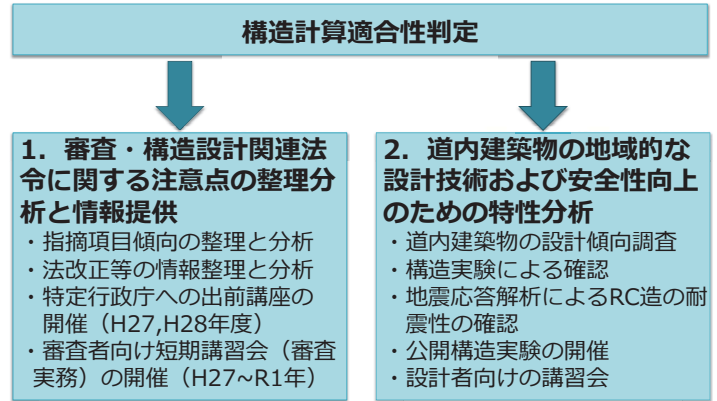 構造計算適合性判定
1．審査・構造設計関連法
令に関する注意点の整理分
析と情報提供
・指摘項目傾向の整理と分析
・法改正等の情報整理と分析
・特定行政庁への出前講座の
開催（H27,H28年度）
・審査者向け短期講習会（審査
実務）の開催（H27~R1年）
2．道内建築物の地域的な
設計技術および安全性向上
のための特性分析
・道内建築物の設計傾向調査
・構造実験による確認
・地震応答解析によるRC造の耐
震性の確認
・公開構造実験の開催
・設計者向けの講習会